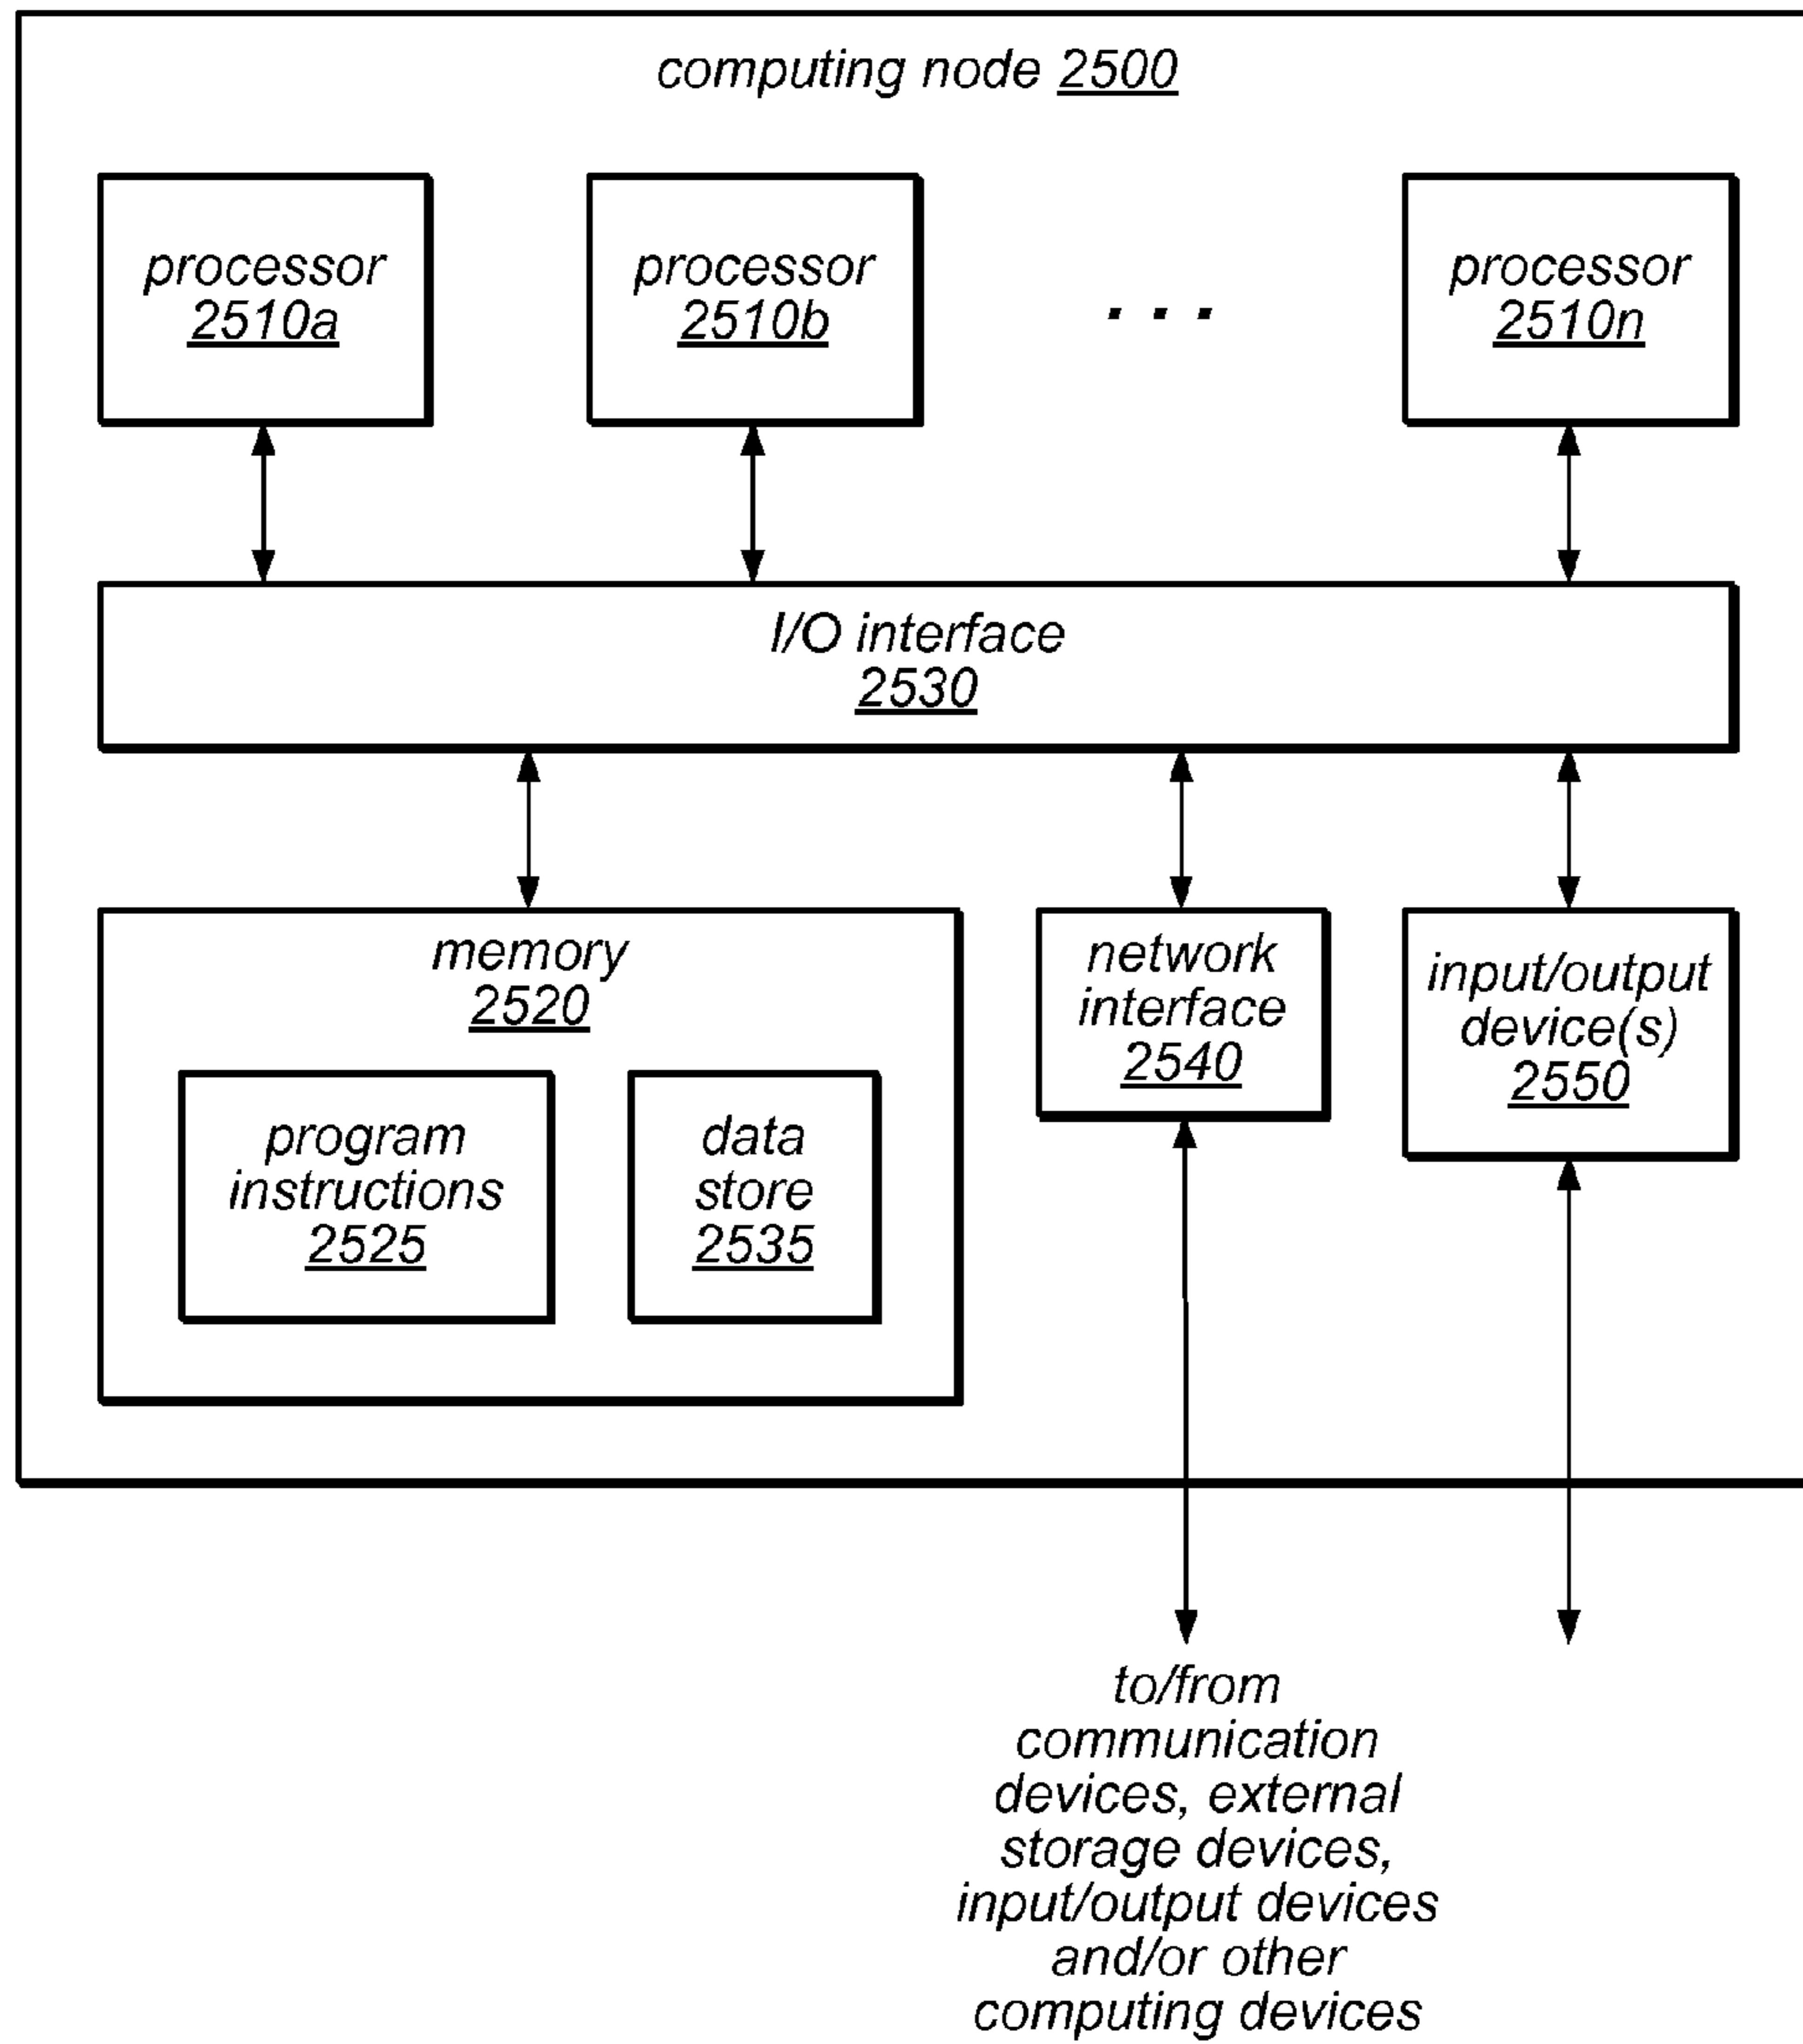 computing node 2500
processor
2510a
processor
2510b
. . .
processor
2510n
I/O interface
2530
memory
2520
program
instructions
2525
data
store
2535
network
interface
2540
input/output
device(s)
2550
to/from
communication
devices, external
storage devices,
input/output devices
and/or other
computing devices